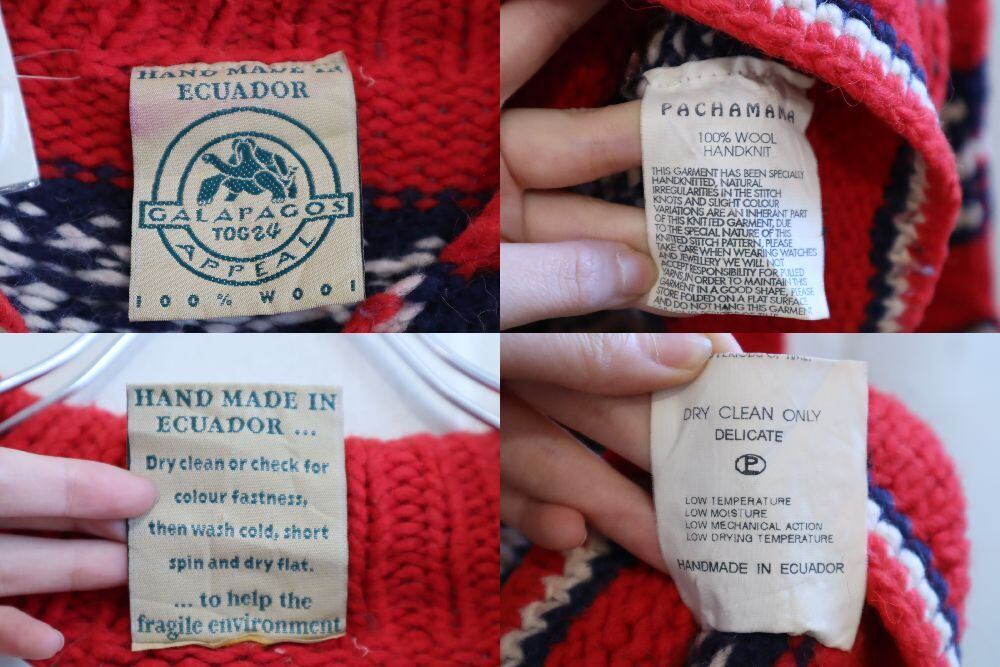 HAND MADE IN
ECUADOR
GALAPAGOS
TOG24
APPEAL
100% WOOL
PACHAMAMA
100% WOOL
HANDKNIT
THIS GARMENT HAS BEEN SPECIALLY
HANDKNITTED, NATURAL
IRREGULARITIES IN THE STITCH
KNOTS AND SLIGHT COLOUR
VARIATIONS ARE AN INHERANT PART
OF THIS KNITTED GARMENT, DUE
TO THE SPECIAL NATURE OF THIS
KNITTED STITCH PATTERN, PLEASE
TAKE CARE WHEN WEARING WATCHES
AND JEWELLERY WE WILL NOT
ACCEPT RESPONSIBILITY FOR PULLED
YARNS, IN ORDER TO MAINTAIN THIS
GARMENT IN A GOOD SHAPE, PLEASE
STORE FOLDED ON A FLAT SURFACE
AND DO NOT HANG THIS GARMENT
HAND MADE IN
ECUADOR ...
Dry clean or check for
colour fastness,
then wash cold, short
spin and dry flat.
... to help the
fragile environment
PERIODS OF TIME.
DRY CLEAN ONLY
DELICATE
P
LOW TEMPERATURE
LOW MOISTURE
LOW MECHANICAL ACTION
LOW DRYING TEMPERATURE
HANDMADE IN ECUADOR